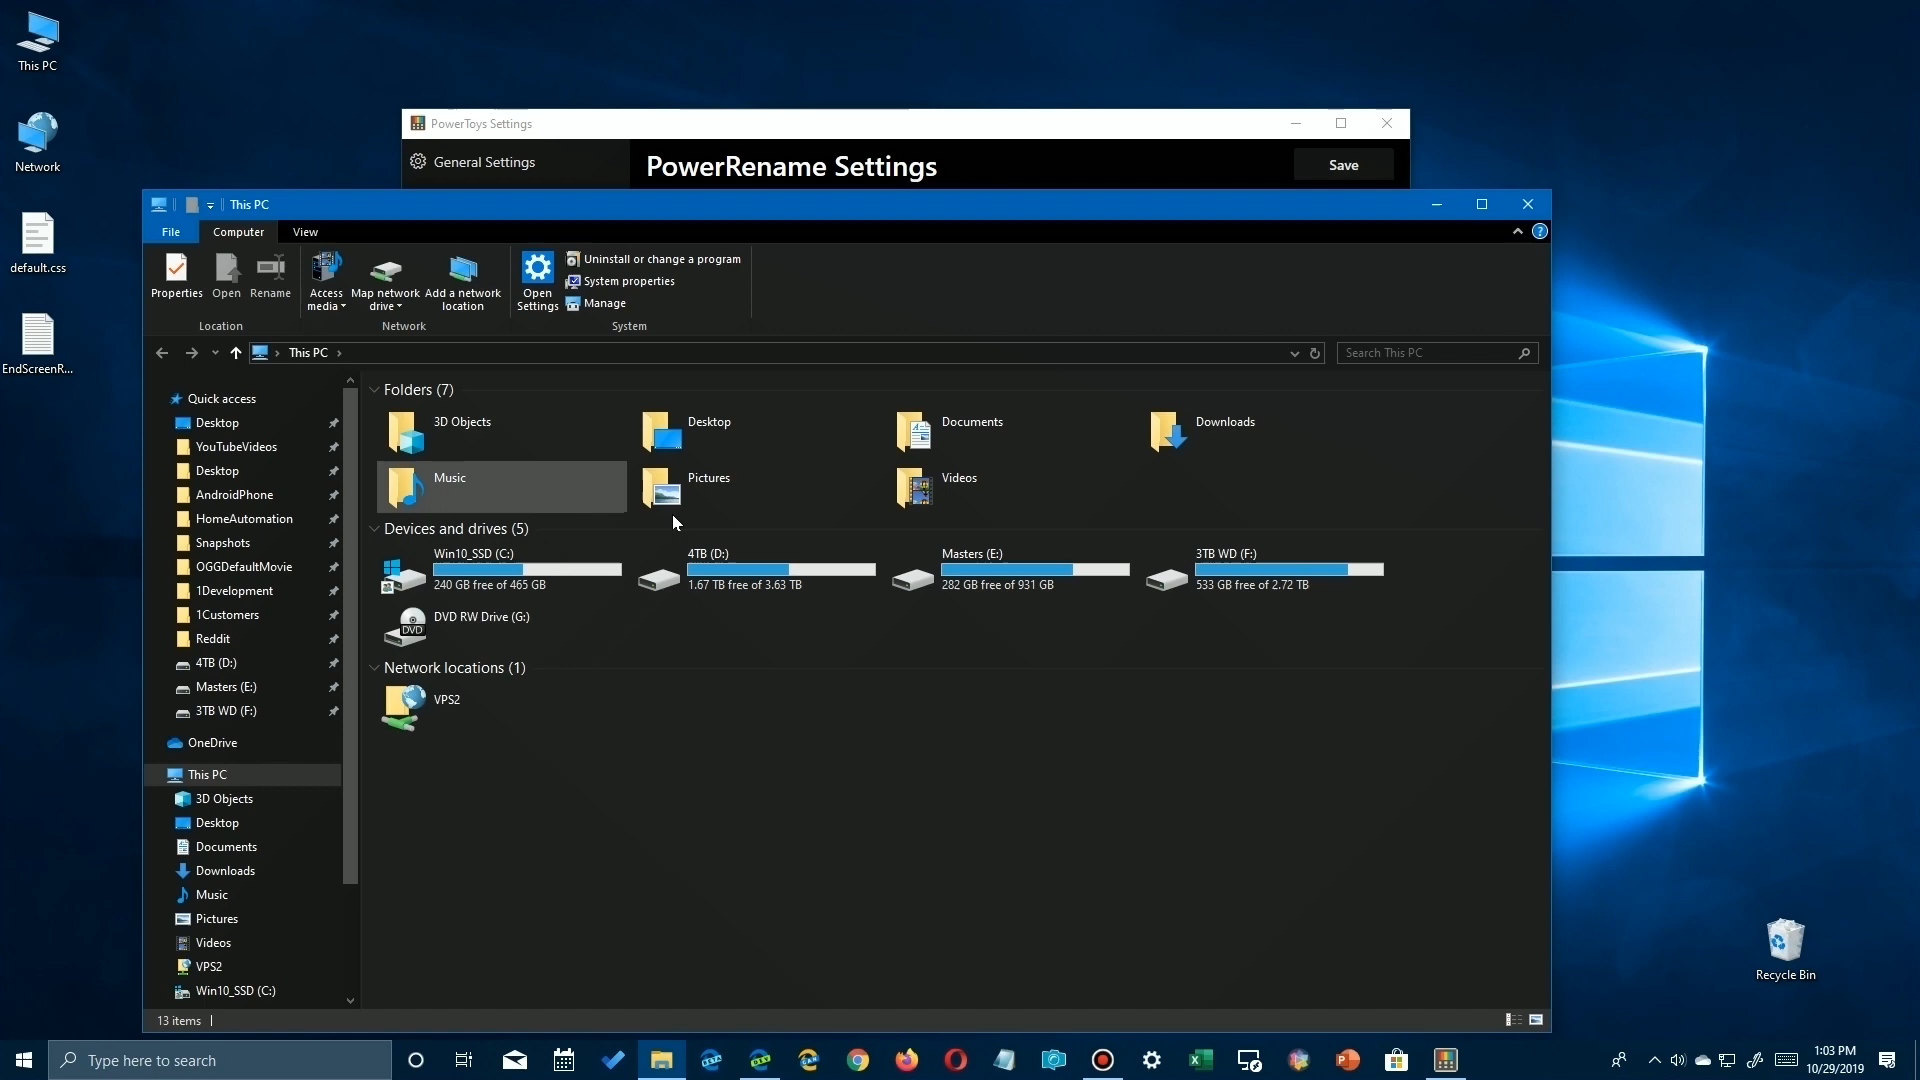 This PC
Network
default.css
EndScreenR...
PowerToys Settings
General Settings
PowerRename Settings
Save
This PC
File
Computer
View
Properties
Open
Rename
Access media
Map network drive
Add a network location
Open Settings
Uninstall or change a program
System properties
Manage
Location
Network
System
This PC
Search This PC
Quick access
Desktop
YouTubeVideos
Desktop
AndroidPhone
HomeAutomation
Snapshots
OGGDefaultMovie
1Development
1Customers
Reddit
4TB (D:)
Masters (E:)
3TB WD (F:)
OneDrive
This PC
3D Objects
Desktop
Documents
Downloads
Music
Pictures
Videos
VPS2
Win10_SSD (C:)
Folders (7)
3D Objects
Desktop
Documents
Downloads
Music
Pictures
Videos
Devices and drives (5)
Win10_SSD (C:)
240 GB free of 465 GB
4TB (D:)
1.67 TB free of 3.63 TB
Masters (E:)
282 GB free of 931 GB
3TB WD (F:)
533 GB free of 2.72 TB
DVD
DVD RW Drive (G:)
Network locations (1)
VPS2
13 items
Recycle Bin
Type here to search
BETA
DEV
CAN
1:03 PM
10/29/2019